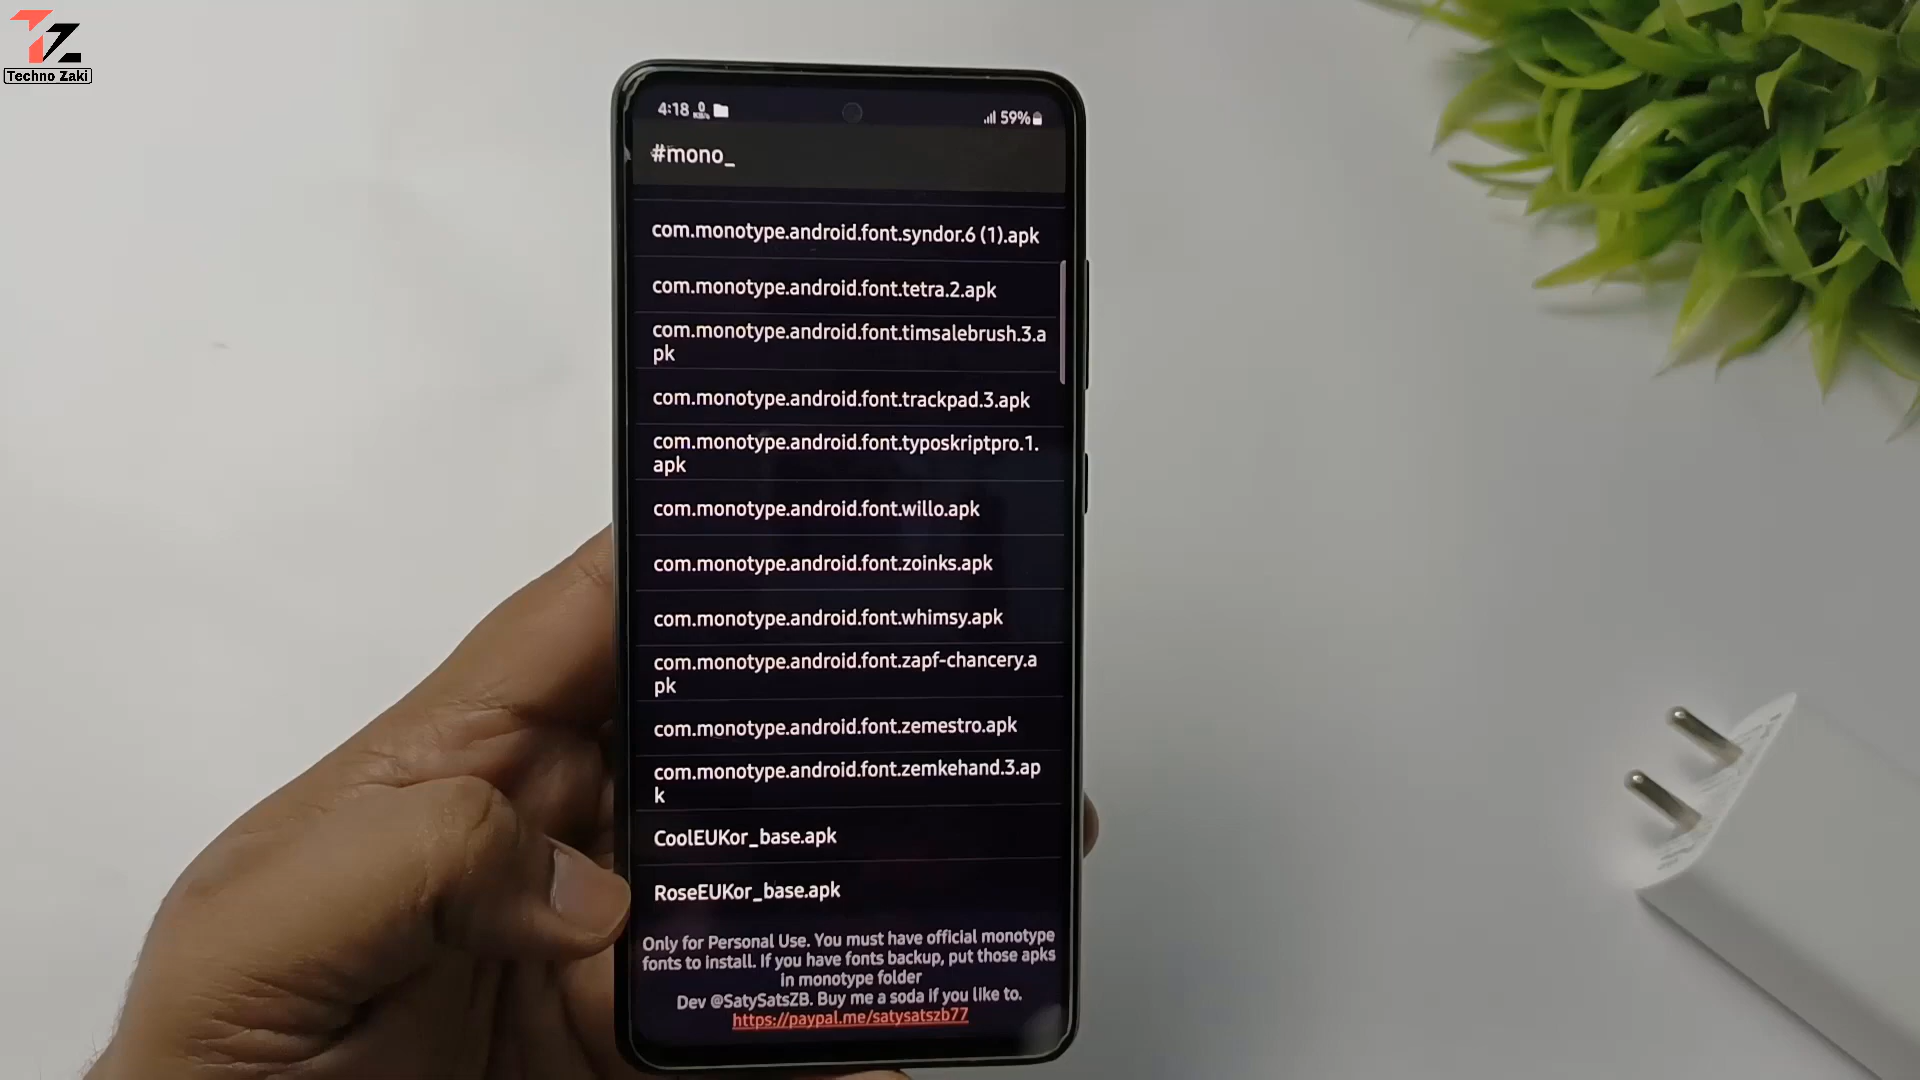 TZ
Techno Zaki
4:18
59%
#mono_
com.monotype.android.font.syndor.6 (1).apk
com.monotype.android.font.tetra.2.apk
com.monotype.android.font.timsalebrush.3.a
pk
com.monotype.android.font.trackpad.3.apk
com.monotype.android.font.typoskriptpro.1.
apk
com.monotype.android.font.willo.apk
com.monotype.android.font.zoinks.apk
com.monotype.android.font.whimsy.apk
com.monotype.android.font.zapf-chancery.a
pk
com.monotype.android.font.zemestro.apk
com.monotype.android.font.zemkehand.3.ap
k
CoolEUKor_base.apk
RoseEUKor_base.apk
Only for Personal Use. You must have official monotype
fonts to install. If you have fonts backup, put those apks
in monotype folder
Dev @SatySatsZB. Buy me a soda if you like to.
https://paypal.me/satysatszb77